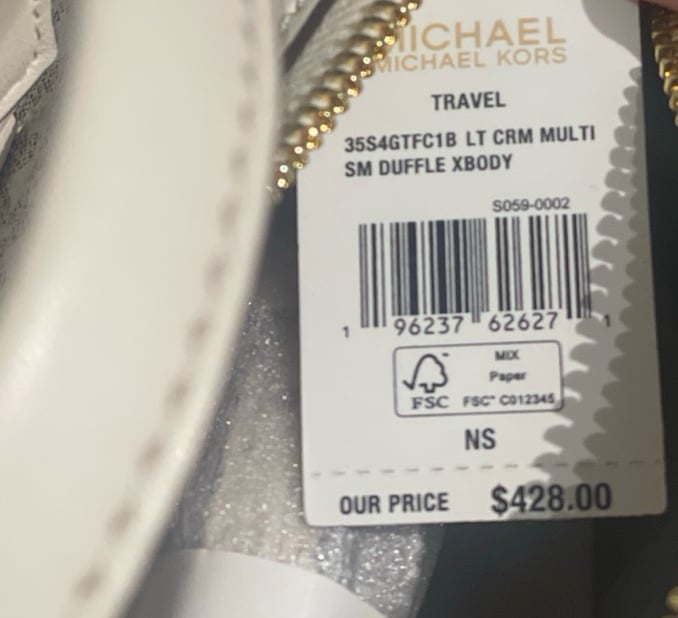 MICHAEL
MICHAEL KORS
TRAVEL
35S4GTFC1B LT CRM MULTI
SM DUFFLE XBODY
S059-0002
1 96237 62627 1
MIX
Paper
FSC FSC™ C012345
NS
OUR PRICE $428.00